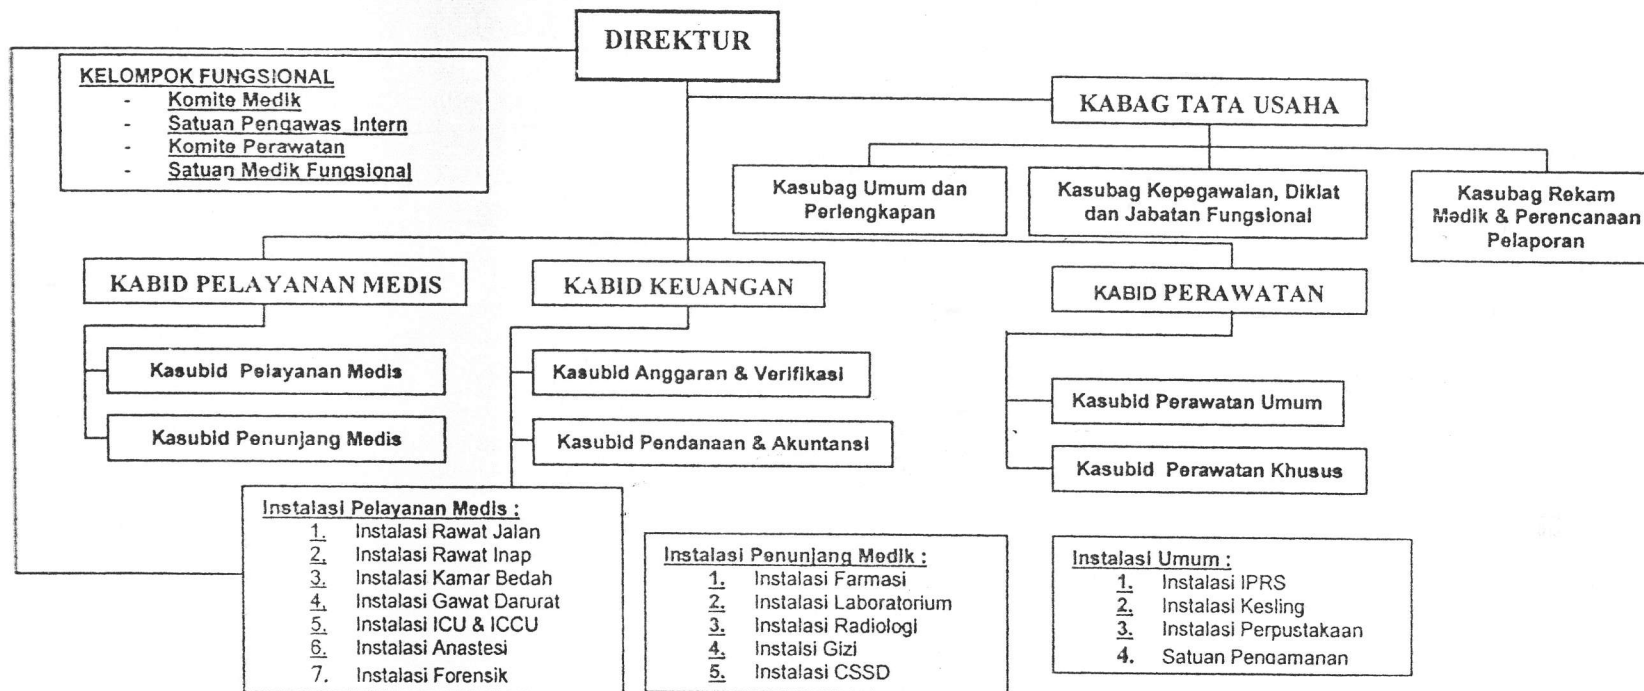 DIREKTUR
KELOMPOK FUNGSIONAL
- Komite Medik
- Satuan Pengawas Intern
- Komite Perawatan
- Satuan Medik Fungsional
KABAG TATA USAHA
Kasubag Umum dan
Perlengkapan
Kasubag Kepegawaian, Diklat
dan Jabatan Fungsional
Kasubag Rekam
Medik & Perencanaan
Pelaporan
KABID PELAYANAN MEDIS
KABID KEUANGAN
KABID PERAWATAN
Kasubid Pelayanan Medis
Kasubid Penunjang Medis
Kasubid Anggaran & Verifikasi
Kasubid Pendanaan & Akuntansi
Kasubid Perawatan Umum
Kasubid Perawatan Khusus
Instalasi Pelayanan Medis :
1. Instalasi Rawat Jalan
2. Instalasi Rawat Inap
3. Instalasi Kamar Bedah
4. Instalasi Gawat Darurat
5. Instalasi ICU & ICCU
6. Instalasi Anastesi
7. Instalasi Forensik
Instalasi Penunjang Medik :
1. Instalasi Farmasi
2. Instalasi Laboratorium
3. Instalasi Radiologi
4. Instalsi Gizi
5. Instalasi CSSD
Instalasi Umum :
1. Instalasi IPRS
2. Instalasi Kesling
3. Instalasi Perpustakaan
4. Satuan Pengamanan